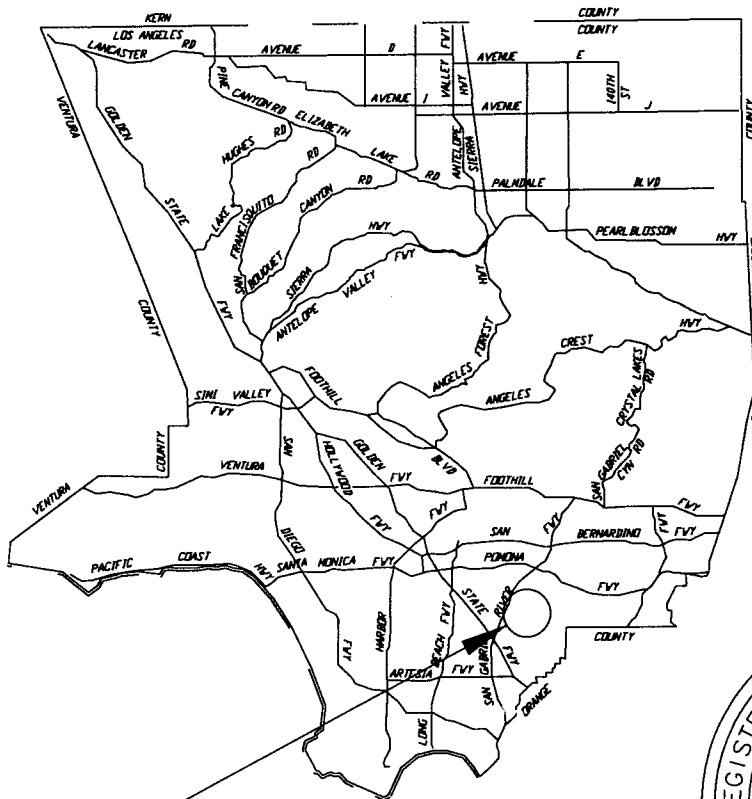 KERN COUNTY
LOS ANGELES COUNTY
LANCASTER RD AVENUE D
FWY
AVENUE E
PINE
VALLEY
HWY
140TH
ST
AVENUE I
AVENUE J
COUNTY
VENTURA
GOLDEN
CANYON RD
ELIZABETH
HUGHES RD
LAKE
RD
ANTELOPE
SIERRA
RD
PALMDALE BLVD
STATE
LAKE
SAN FRANCISQUITO
CANYON RD
BOUQUET
HWY
SIERRA
PEARLBLOSSON HWY
FWY
ANTELOPE VALLEY FWY
HWY
COUNTY
FOREST
ANGELES
CREST
HWY
FOOTHILL
ANGELES
CRYSTAL LAKES
RD
SIMI VALLEY
FWY
SAN
HOLLYWOOD
GOLDEN
BLVD
SAN GABRIEL
CYN RD
COUNTY
VENTURA
VENTURA FWY
FOOTHILL FWY
FWY
FWY
FWY
SAN BERNARDINO FWY
DIEGO
PACIFIC COAST
HWY
SANTA MONICA FWY
POMONA FWY
STATE
RIVER
HARBOR
FWY
BEACH FWY
COUNTY
ARTESIA FWY
FWY
SAN GABRIEL
ORANGE
LONG
REGIST